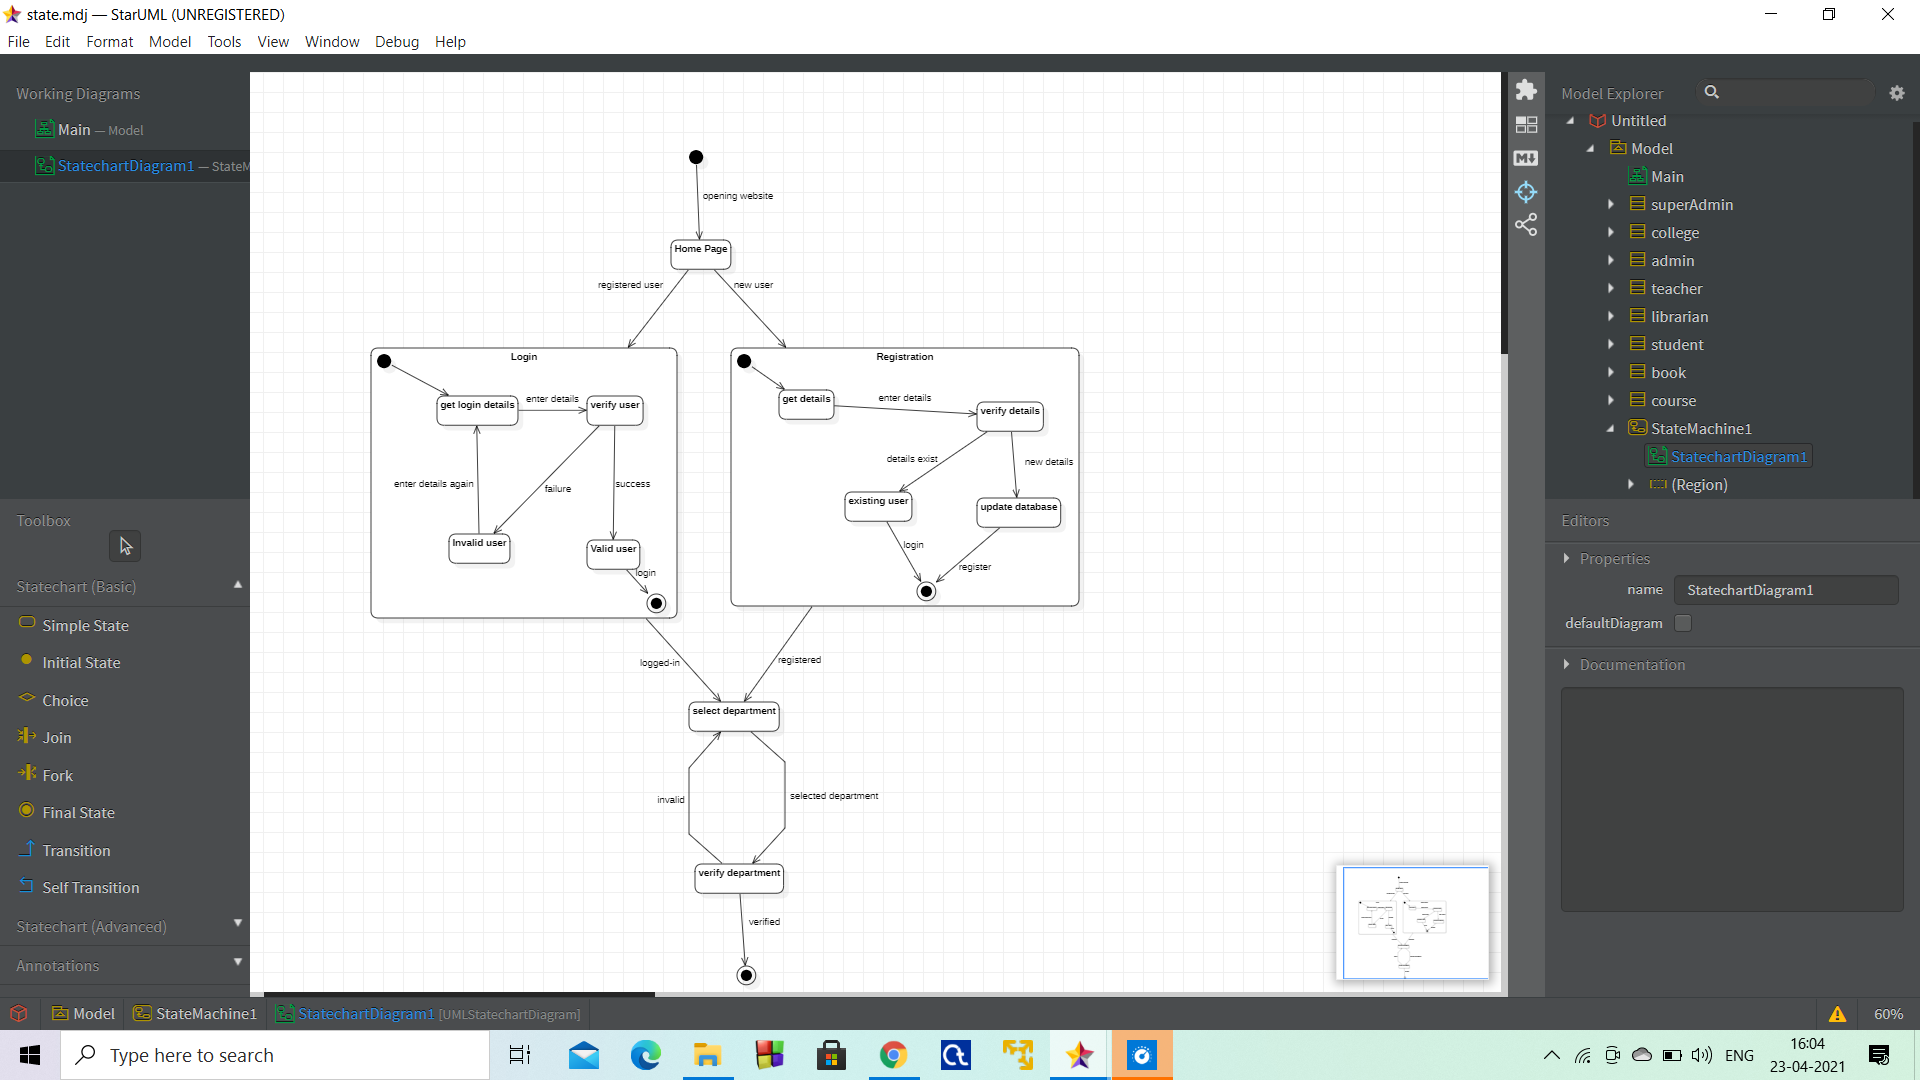 state.mdj — StarUML (UNREGISTERED)
File Edit Format Model Tools View Window Debug Help
Working Diagrams
Main — Model
StatechartDiagram1 — StateM
Toolbox
Statechart (Basic)
Simple State
Initial State
Choice
Join
Fork
Final State
Transition
Self Transition
Statechart (Advanced)
Annotations
opening website
Home Page
registered user
new user
Login
get login details
enter details
verify user
enter details again
failure
success
Invalid user
Valid user
login
Registration
get details
enter details
verify details
details exist
new details
existing user
update database
login
register
logged-in
registered
select department
invalid
selected department
verify department
verified
Model Explorer
Untitled
Model
Main
superAdmin
college
admin
teacher
librarian
student
book
course
StateMachine1
StatechartDiagram1
(Region)
Editors
Properties
name StatechartDiagram1
defaultDiagram
Documentation
Model StateMachine1 StatechartDiagram1 [UMLStatechartDiagram] 60%
Type here to search
ENG
16:04
23-04-2021